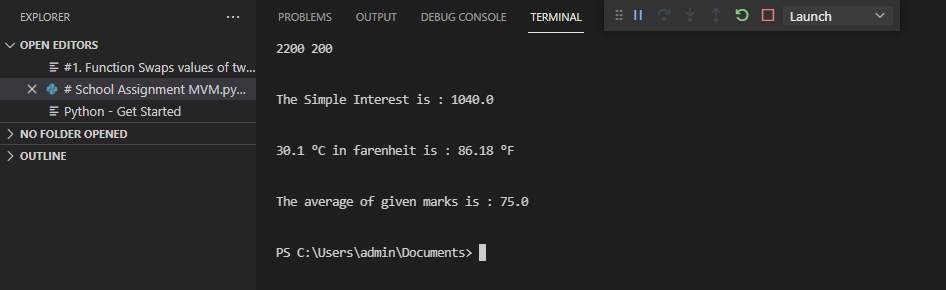 EXPLORER ...
OPEN EDITORS
#1. Function Swaps values of tw...
# School Assignment MVM.py...
Python - Get Started
NO FOLDER OPENED
OUTLINE
PROBLEMS OUTPUT DEBUG CONSOLE TERMINAL
Launch
2200 200
The Simple Interest is : 1040.0
30.1 ºC in farenheit is : 86.18 ºF
The average of given marks is : 75.0
PS C:\Users\admin\Documents>